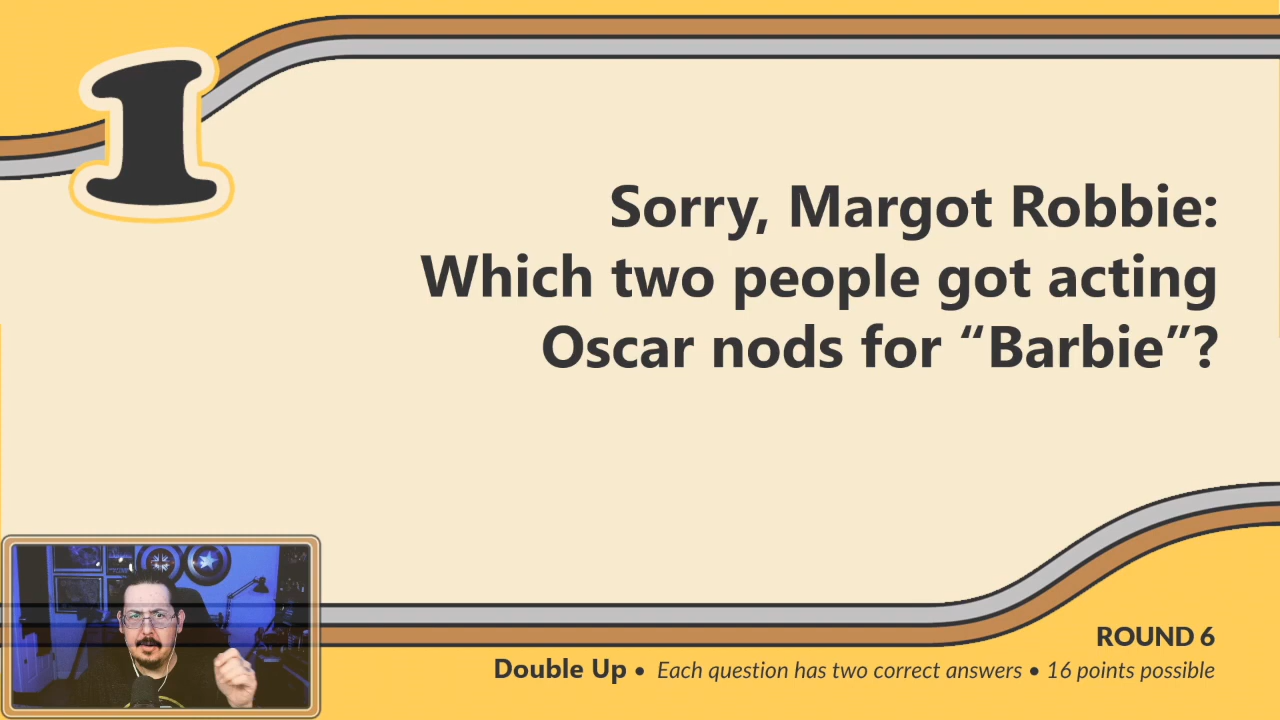 1
Sorry, Margot Robbie:
Which two people got acting
Oscar nods for “Barbie”?
ROUND 6
Double Up • Each question has two correct answers • 16 points possible